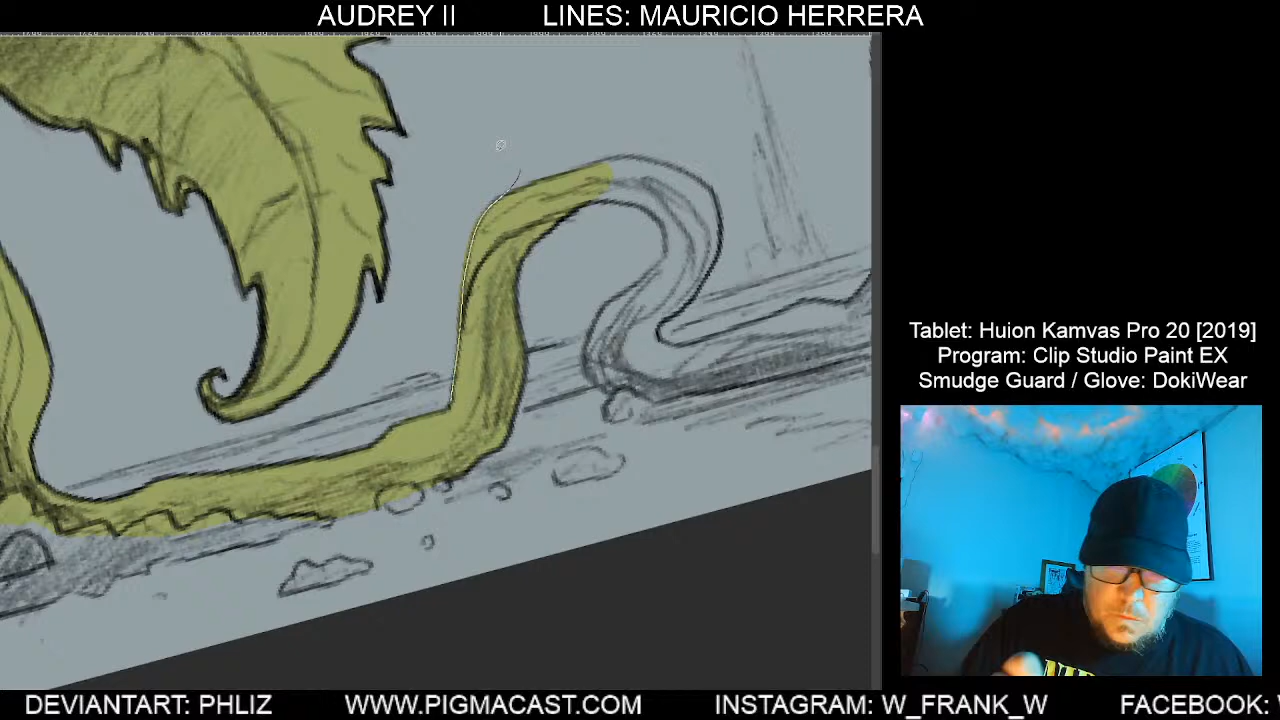 AUDREY II LINES: MAURICIO HERRERA
Tablet: Huion Kamvas Pro 20 [2019]
Program: Clip Studio Paint EX
Smudge Guard / Glove: DokiWear
DEVIANTART: PHLIZ WWW.PIGMACAST.COM INSTAGRAM: W_FRANK_W FACEBOOK: